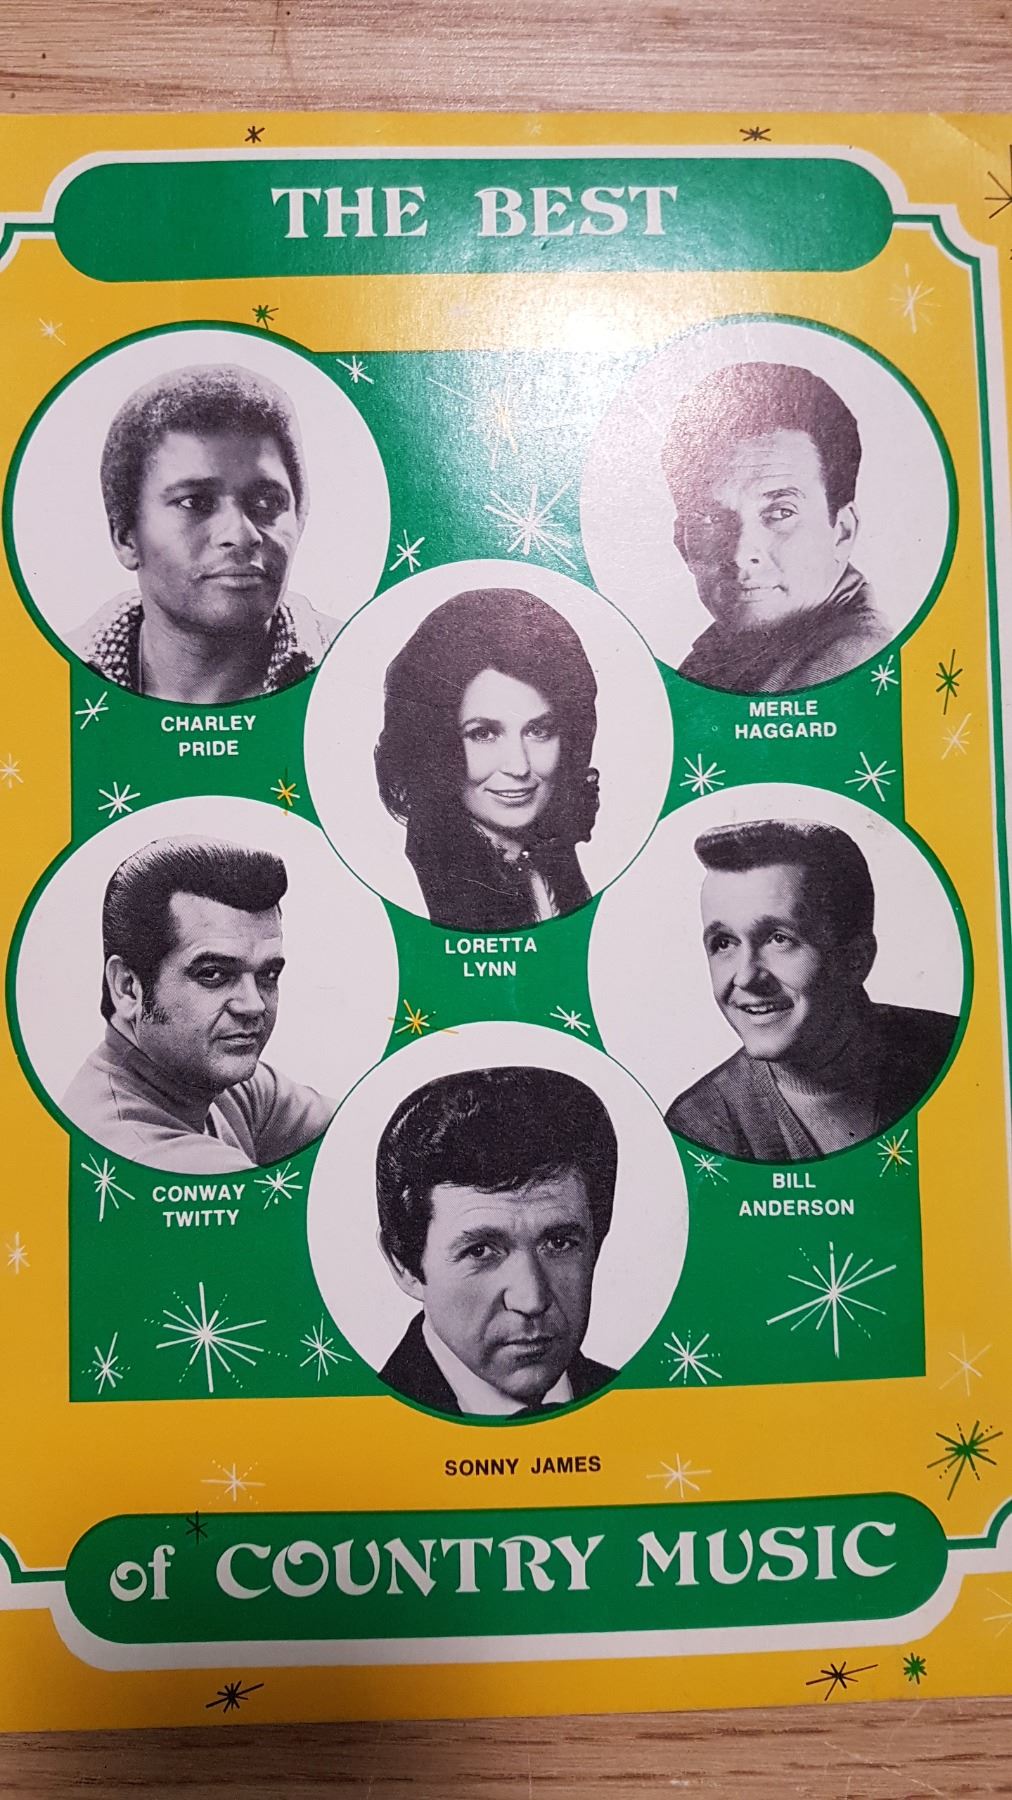 THE BEST
CHARLEY
PRIDE
MERLE
HAGGARD
LORETTA
LYNN
CONWAY
TWITTY
BILL
ANDERSON
SONNY JAMES
of COUNTRY MUSIC